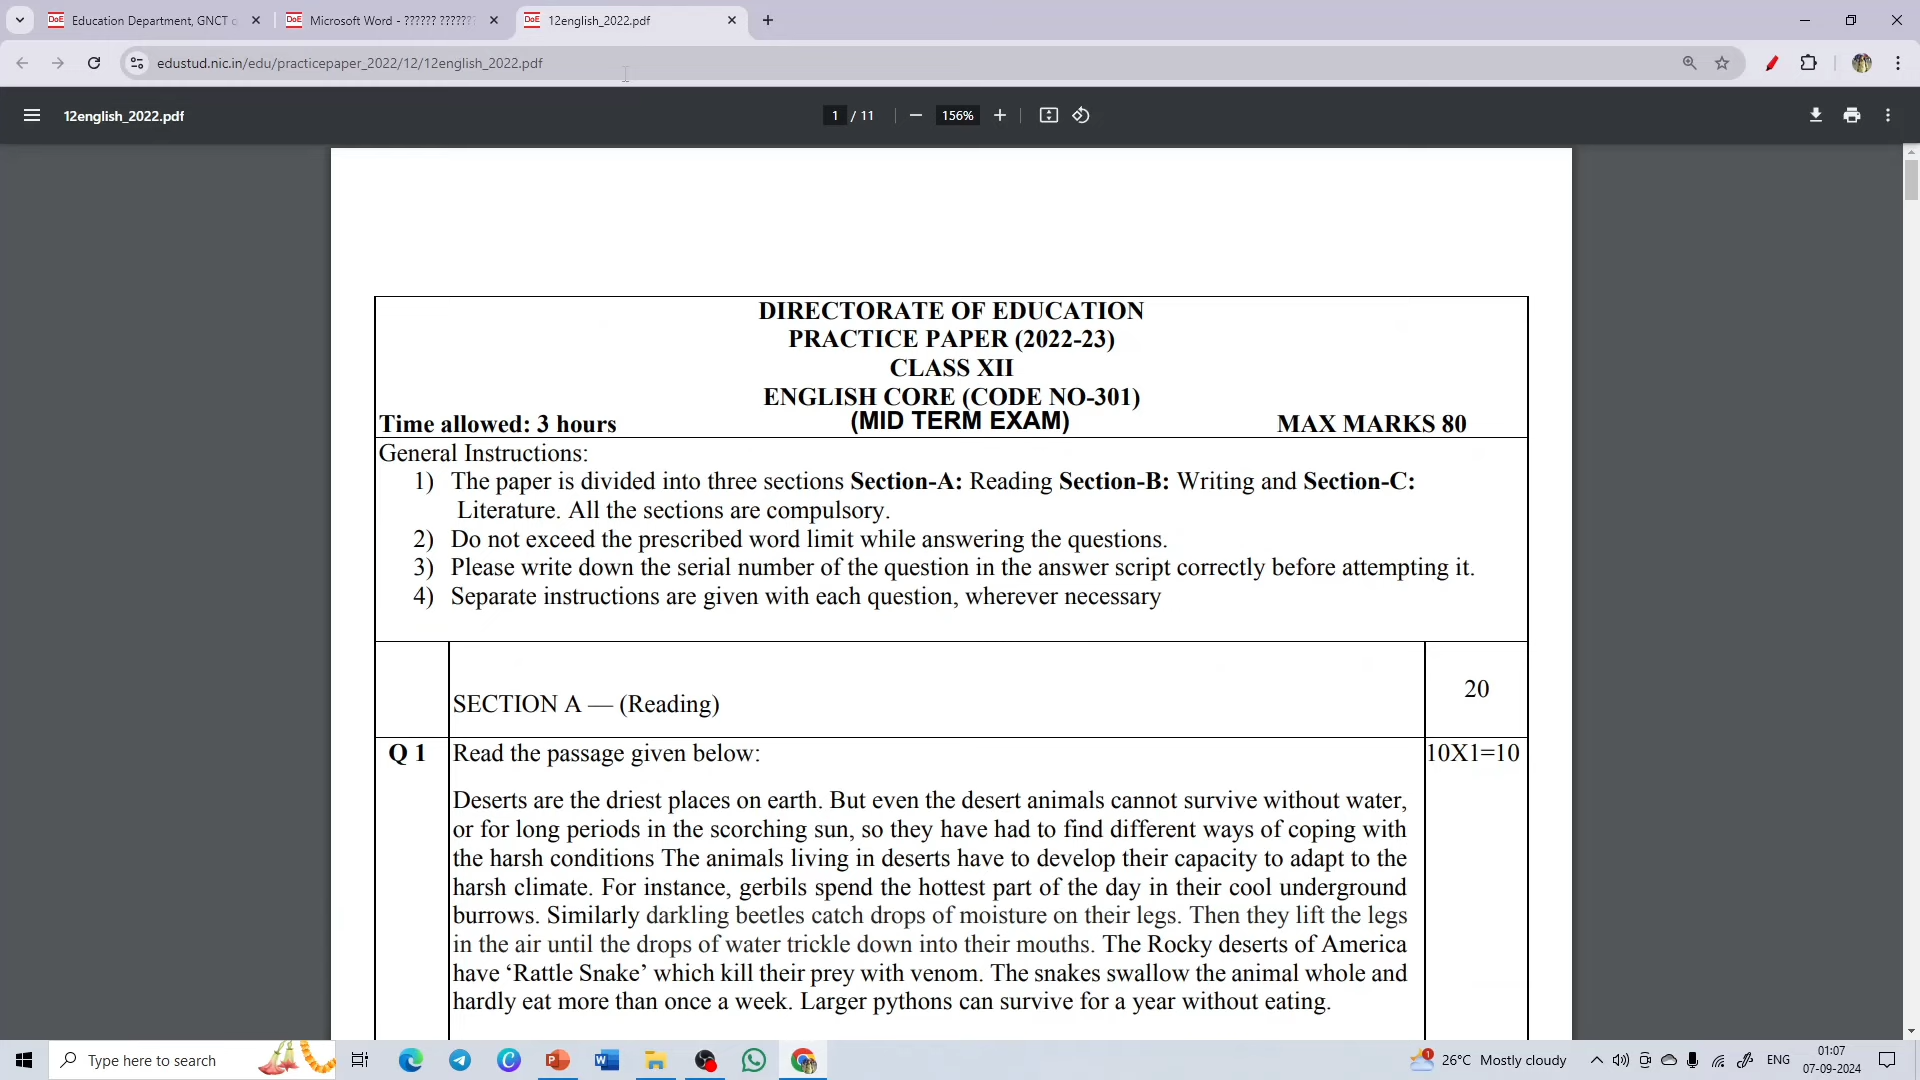 Education Department, GNCT o
Microsoft Word - ?????? ???????
12english_2022.pdf
edustud.nic.in/edu/practicepaper_2022/12/12english_2022.pdf
12english_2022.pdf
1 / 11
156%
DIRECTORATE OF EDUCATION
PRACTICE PAPER (2022-23)
CLASS XII
ENGLISH CORE (CODE NO-301)
Time allowed: 3 hours (MID TERM EXAM) MAX MARKS 80
General Instructions:
1) The paper is divided into three sections Section-A: Reading Section-B: Writing and Section-C:
Literature. All the sections are compulsory.
2) Do not exceed the prescribed word limit while answering the questions.
3) Please write down the serial number of the question in the answer script correctly before attempting it.
4) Separate instructions are given with each question, wherever necessary
SECTION A — (Reading) 20
Q 1 Read the passage given below: 10X1=10
Deserts are the driest places on earth. But even the desert animals cannot survive without water,
or for long periods in the scorching sun, so they have had to find different ways of coping with
the harsh conditions The animals living in deserts have to develop their capacity to adapt to the
harsh climate. For instance, gerbils spend the hottest part of the day in their cool underground
burrows. Similarly darkling beetles catch drops of moisture on their legs. Then they lift the legs
in the air until the drops of water trickle down into their mouths. The Rocky deserts of America
have ‘Rattle Snake’ which kill their prey with venom. The snakes swallow the animal whole and
hardly eat more than once a week. Larger pythons can survive for a year without eating.
Type here to search
26°C Mostly cloudy
ENG
01:07
07-09-2024